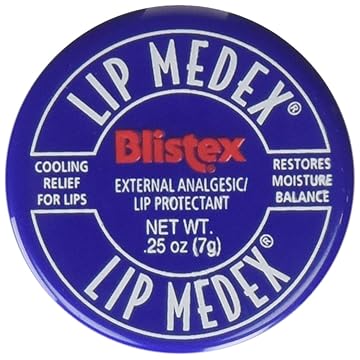 LIP MEDEX®
Blistex®
COOLING
RELIEF
FOR LIPS
EXTERNAL ANALGESIC/
LIP PROTECTANT
RESTORES
MOISTURE
BALANCE
NET WT.
.25 oz (7g)
LIP MEDEX®